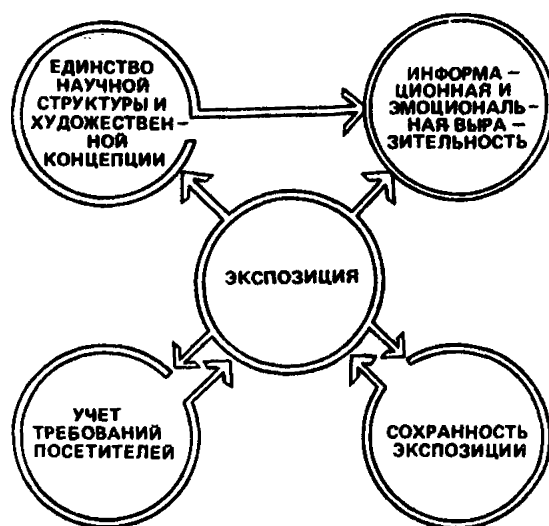 ЕДИНСТВО
НАУЧНОЙ
СТРУКТУРЫ И
ХУДОЖЕСТВЕН–
НОЙ
КОНЦЕПЦИИ
ИНФОРМА –
ЦИОННАЯ И
ЭМОЦИОНАЛЬ–
НАЯ ВЫРА –
ЗИТЕЛЬНОСТЬ
ЭКСПОЗИЦИЯ
УЧЕТ
ТРЕБОВАНИЙ
ПОСЕТИТЕЛЕЙ
СОХРАННОСТЬ
ЭКСПОЗИЦИИ